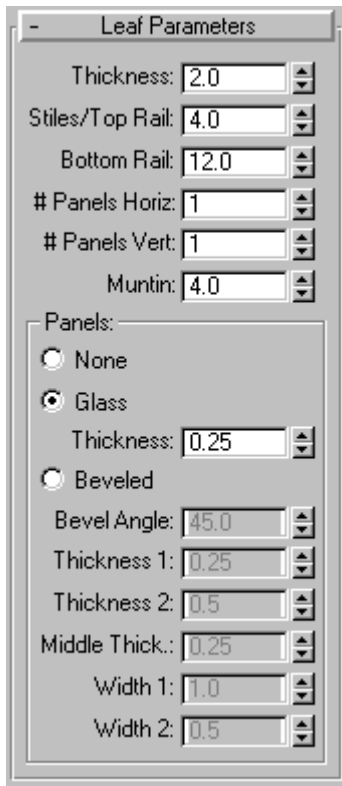 - Leaf Parameters
Thickness: 2.0
Stiles/Top Rail: 4.0
Bottom Rail: 12.0
# Panels Horiz: 1
# Panels Vert: 1
Muntin: 4.0
Panels:
None
Glass
Thickness: 0.25
Beveled
Bevel Angle: 45.0
Thickness 1: 0.25
Thickness 2: 0.5
Middle Thick.: 0.25
Width 1: 1.0
Width 2: 0.5